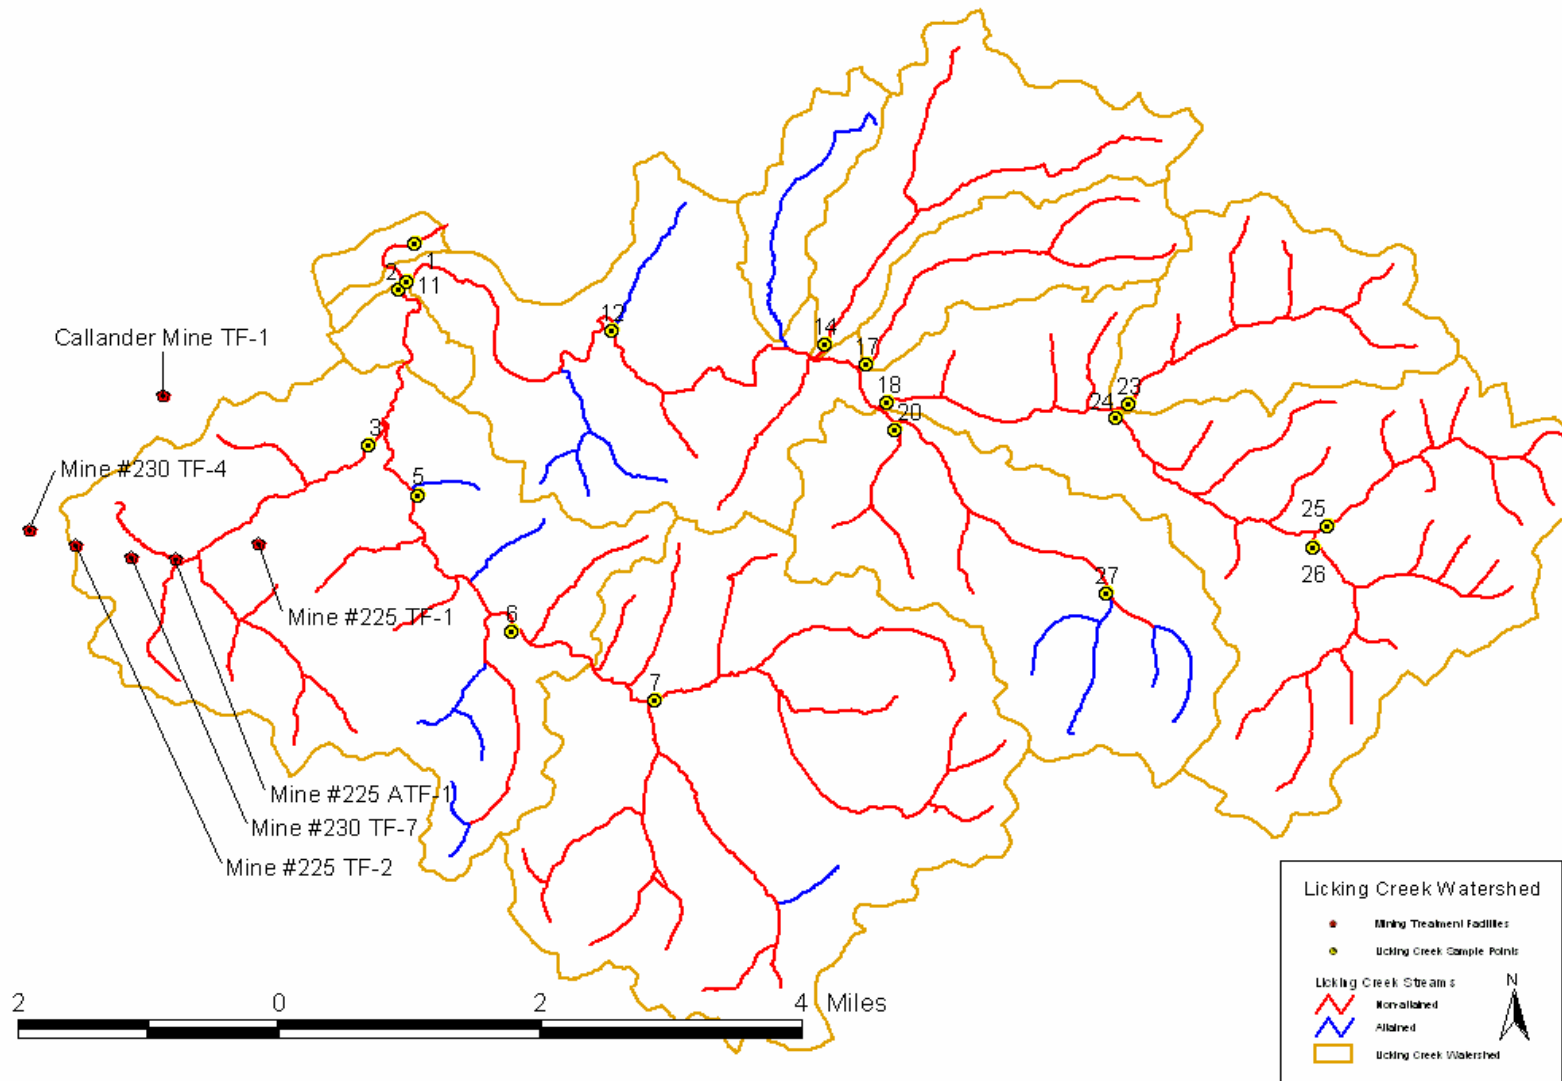 1
2
11
12
14
17
Callander Mine TF-1
18
23
24
20
3
Mine #230 TF-4
5
25
26
27
Mine #225 TF-1
6
7
Mine #225 ATF-1
Mine #230 TF-7
Mine #225 TF-2
Licking Creek Watershed
Mining Treatment Facilities
Licking Creek Sample Points
Licking Creek Streams
N
Non-attained
Attained
Licking Creek Watershed
2 0 2 4 Miles